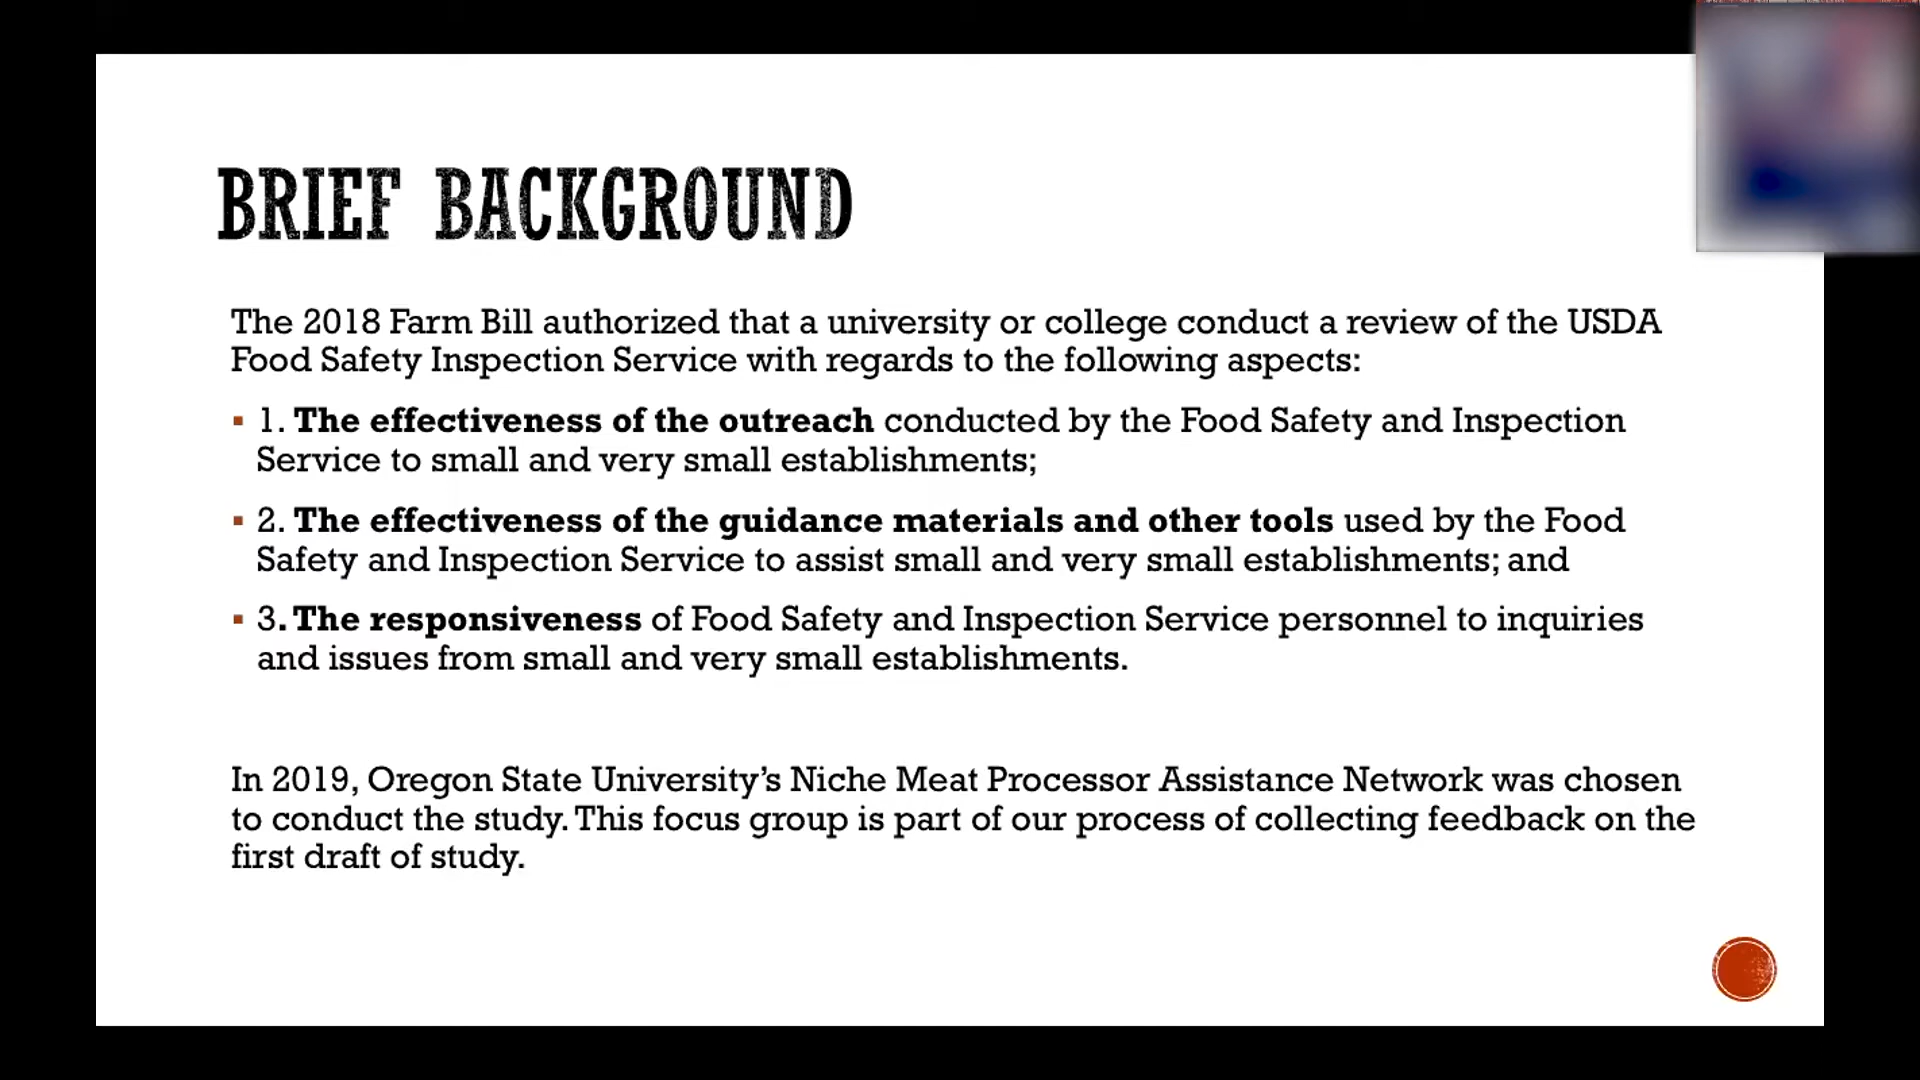 BRIEF BACKGROUND
The 2018 Farm Bill authorized that a university or college conduct a review of the USDA
Food Safety Inspection Service with regards to the following aspects:
▪ 1. The effectiveness of the outreach conducted by the Food Safety and Inspection
Service to small and very small establishments;
▪ 2. The effectiveness of the guidance materials and other tools used by the Food
Safety and Inspection Service to assist small and very small establishments; and
▪ 3. The responsiveness of Food Safety and Inspection Service personnel to inquiries
and issues from small and very small establishments.
In 2019, Oregon State University’s Niche Meat Processor Assistance Network was chosen
to conduct the study. This focus group is part of our process of collecting feedback on the
first draft of study.